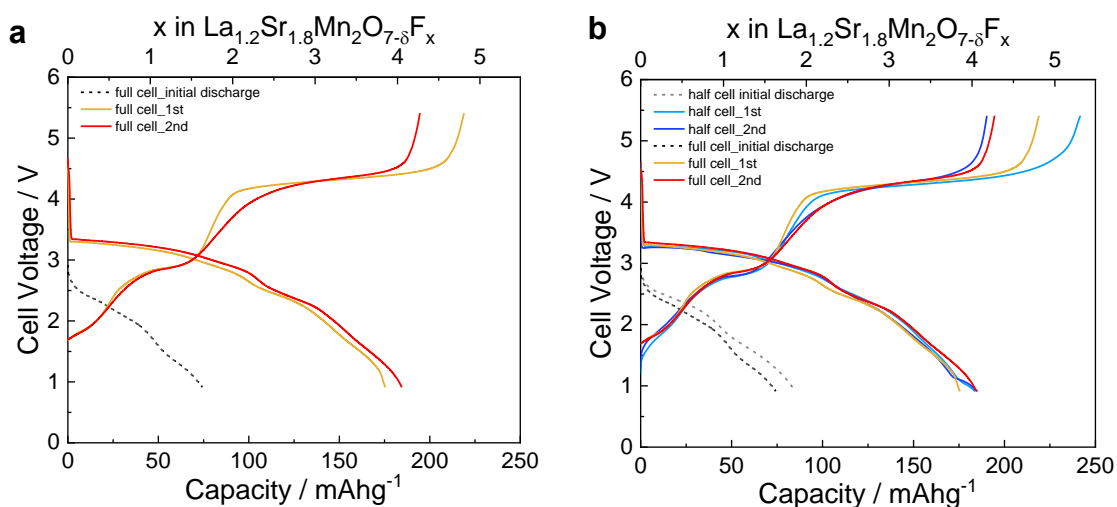 a
x in La1.2Sr1.8Mn2O7-δFx
0 1 2 3 4 5
6
5
4
3
2
1
0
Cell Voltage / V
full cell_initial discharge
full cell_1st
full cell_2nd
0 50 100 150 200 250
Capacity / mAhg-1
b
x in La1.2Sr1.8Mn2O7-δFx
0 1 2 3 4 5
6
5
4
3
2
1
0
Cell Voltage / V
half cell initial discharge
half cell_1st
half cell_2nd
full cell_initial discharge
full cell_1st
full cell_2nd
0 50 100 150 200 250
Capacity / mAhg-1